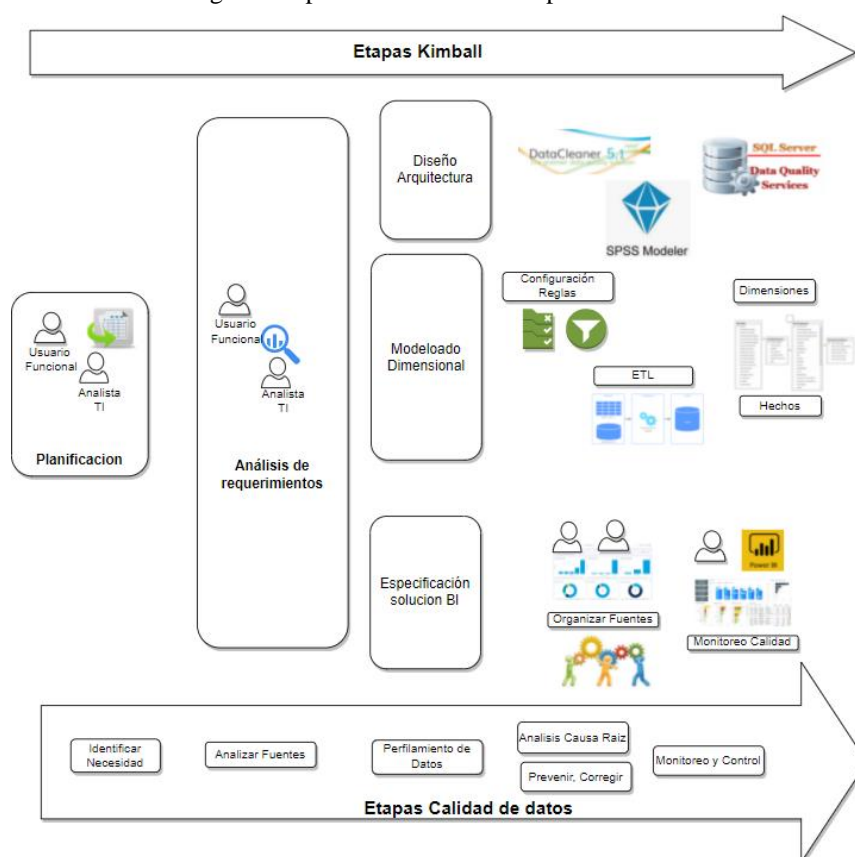 Etapas Kimball
Diseño
Arquitectura
DataCleaner 5.1
SQL Server
Data Quality
Services
SPSS Modeler
Usuario
Funcional
Analista
TI
Planificacion
Usuario
Funcional
Analista
TI
Análisis de
requerimientos
Modeloado
Dimensional
Configuración
Reglas
Dimensiones
ETL
Hechos
Especificación
solucion BI
Organizar Fuentes
Power BI
Monitoreo Calidad
Identificar
Necesidad
Analizar Fuentes
Perfilamiento de
Datos
Analisis Causa Raiz
Prevenir, Corregir
Monitoreo y Control
Etapas Calidad de datos